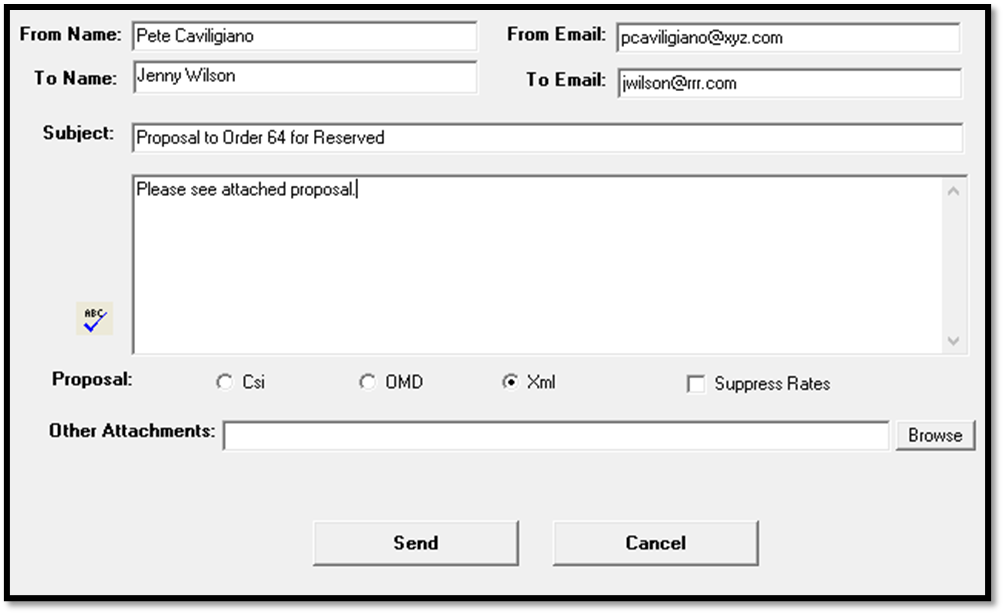 From Name: Pete Caviligiano From Email: pcaviligiano@xyz.com
To Name: Jenny Wilson To Email: jwilson@rrr.com
Subject: Proposal to Order 64 for Reserved
Please see attached proposal.
ABC
Proposal: Csi OMD Xml Suppress Rates
Other Attachments: Browse
Send Cancel